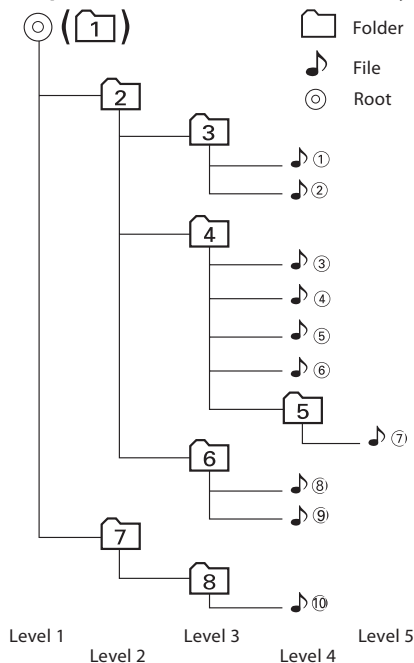 (1)
Folder
File
Root
2
3
①
②
4
③
④
⑤
⑥
5
⑦
6
⑧
⑨
7
8
⑩
Level 1
Level 2
Level 3
Level 4
Level 5